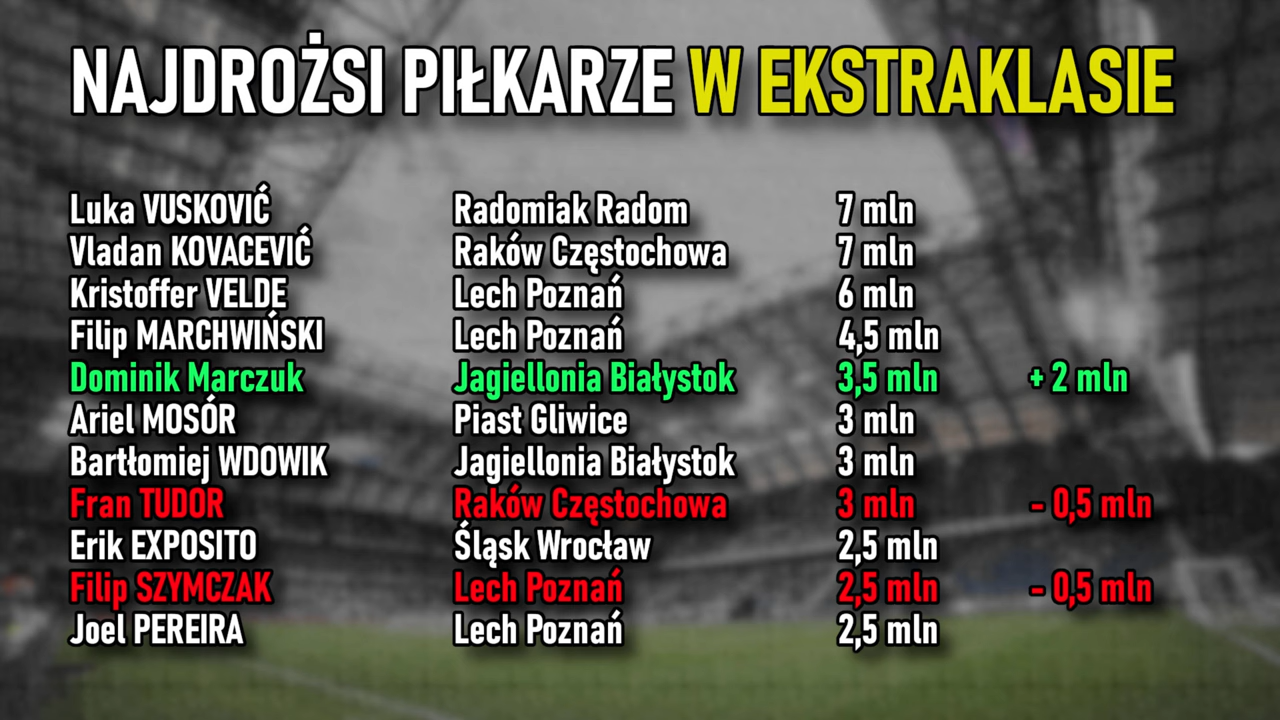 NAJDROŻSI PIŁKARZE W EKSTRAKLASIE
Luka VUSKOVIĆ Radomiak Radom 7 mln
Vladan KOVACEVIĆ Raków Częstochowa 7 mln
Kristoffer VELDE Lech Poznań 6 mln
Filip MARCHWIŃSKI Lech Poznań 4,5 mln
Dominik Marczuk Jagiellonia Białystok 3,5 mln + 2 mln
Ariel MOSÓR Piast Gliwice 3 mln
Bartłomiej WDOWIK Jagiellonia Białystok 3 mln
Fran TUDOR Raków Częstochowa 3 mln - 0,5 mln
Erik EXPOSITO Śląsk Wrocław 2,5 mln
Filip SZYMCZAK Lech Poznań 2,5 mln - 0,5 mln
Joel PEREIRA Lech Poznań 2,5 mln